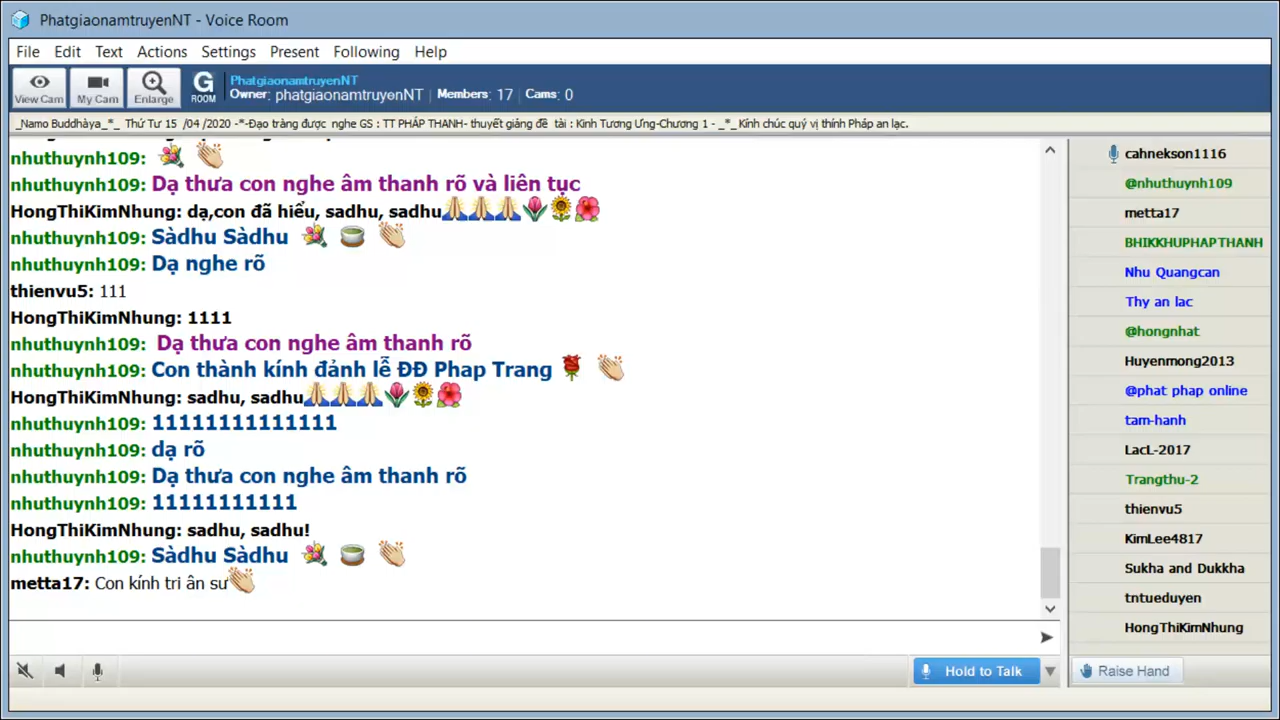 PhatgiaonamtruyenNT - Voice Room
File Edit Text Actions Settings Present Following Help
View Cam My Cam Enlarge G ROOM
PhatgiaonamtruyenNT
Owner: phatgiaonamtruyenNT | Members: 17 | Cams: 0
_Namo Buddhàya_*_ Thứ Tư 15 /04 /2020 -*-Đạo tràng được nghe GS : TT PHÁP THANH- thuyết giảng đề tài : Kinh Tương Ưng-Chương 1 - _*_ Kính chúc quý vị thính Pháp an lạc.
nhuthuynh109:
nhuthuynh109: Dạ thưa con nghe âm thanh rõ và liên tục
HongThiKimNhung: dạ,con đã hiểu, sadhu, sadhu
nhuthuynh109: Sàdhu Sàdhu
nhuthuynh109: Dạ nghe rõ
thienvu5: 111
HongThiKimNhung: 1111
nhuthuynh109: Dạ thưa con nghe âm thanh rõ
nhuthuynh109: Con thành kính đảnh lễ ĐĐ Phap Trang
HongThiKimNhung: sadhu, sadhu
nhuthuynh109: 11111111111111
nhuthuynh109: dạ rõ
nhuthuynh109: Dạ thưa con nghe âm thanh rõ
nhuthuynh109: 11111111111
HongThiKimNhung: sadhu, sadhu!
nhuthuynh109: Sàdhu Sàdhu
metta17: Con kính tri ân sư
cahnekson1116
@nhuthuynh109
metta17
BHIKKHUPHAPTHANH
Nhu Quangcan
Thy an lac
@hongnhat
Huyenmong2013
@phat phap online
tam-hanh
LacL-2017
Trangthu-2
thienvu5
KimLee4817
Sukha and Dukkha
tntueduyen
HongThiKimNhung
Hold to Talk
Raise Hand